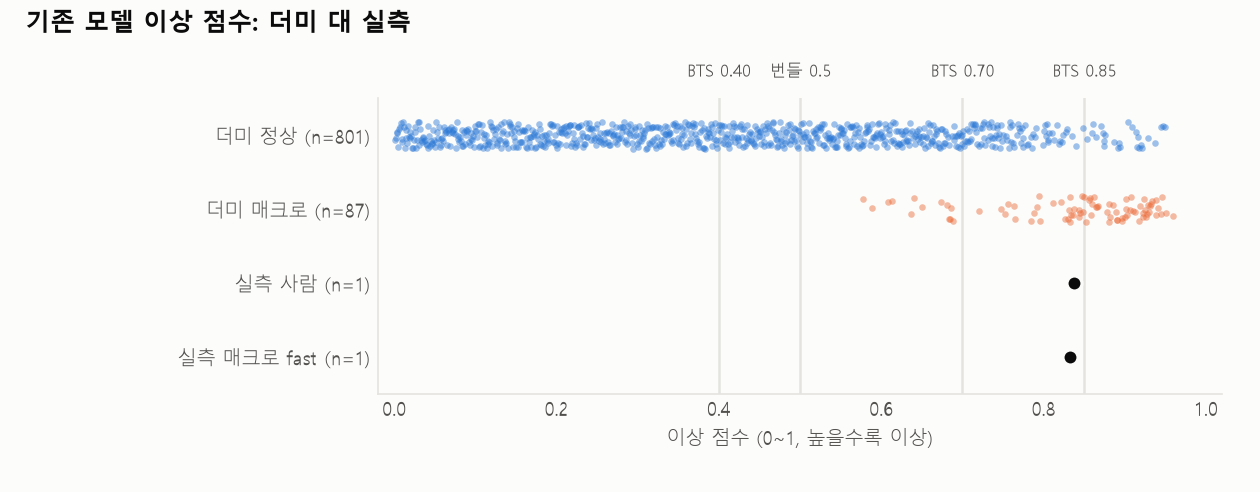 기존 모델 이상 점수: 더미 대 실측
BTS 0.40 번들 0.5 BTS 0.70 BTS 0.85
더미 정상 (n=801)
더미 매크로 (n=87)
실측 사람 (n=1)
실측 매크로 fast (n=1)
0.0 0.2 0.4 0.6 0.8 1.0
이상 점수 (0~1, 높을수록 이상)